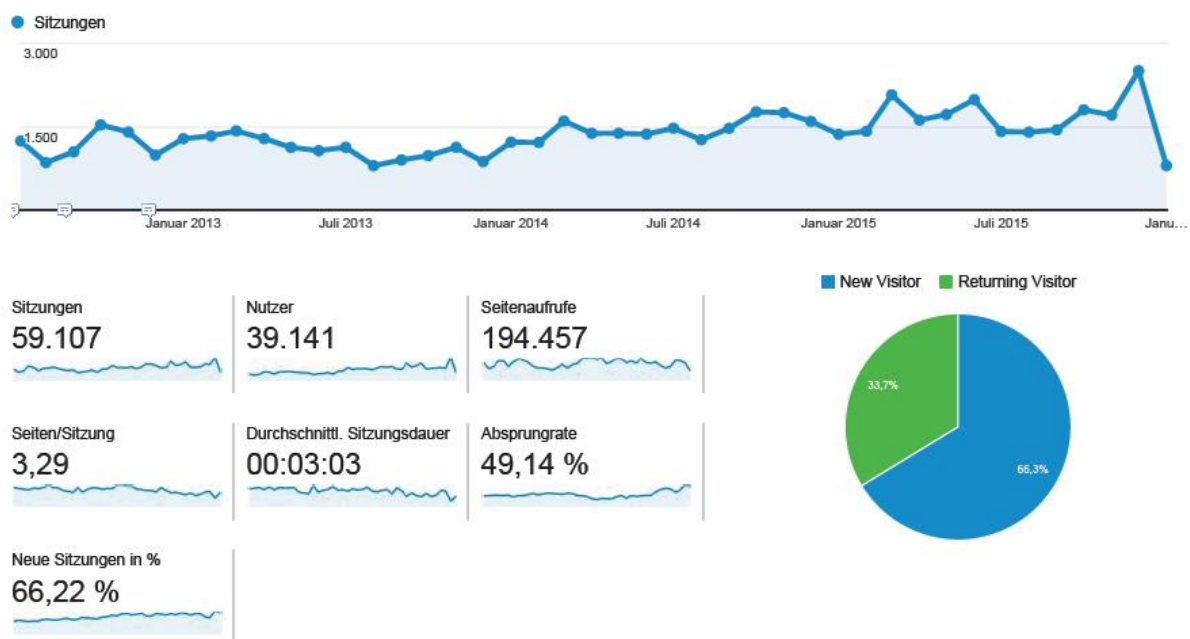 Sitzungen
3.000
1.500
Januar 2013 Juli 2013 Januar 2014 Juli 2014 Januar 2015 Juli 2015 Janu...
New Visitor Returning Visitor
Sitzungen Nutzer Seitenaufrufe
59.107 39.141 194.457
33,7%
66,3%
Seiten/Sitzung Durchschnittl. Sitzungsdauer Absprungrate
3,29 00:03:03 49,14 %
Neue Sitzungen in %
66,22 %